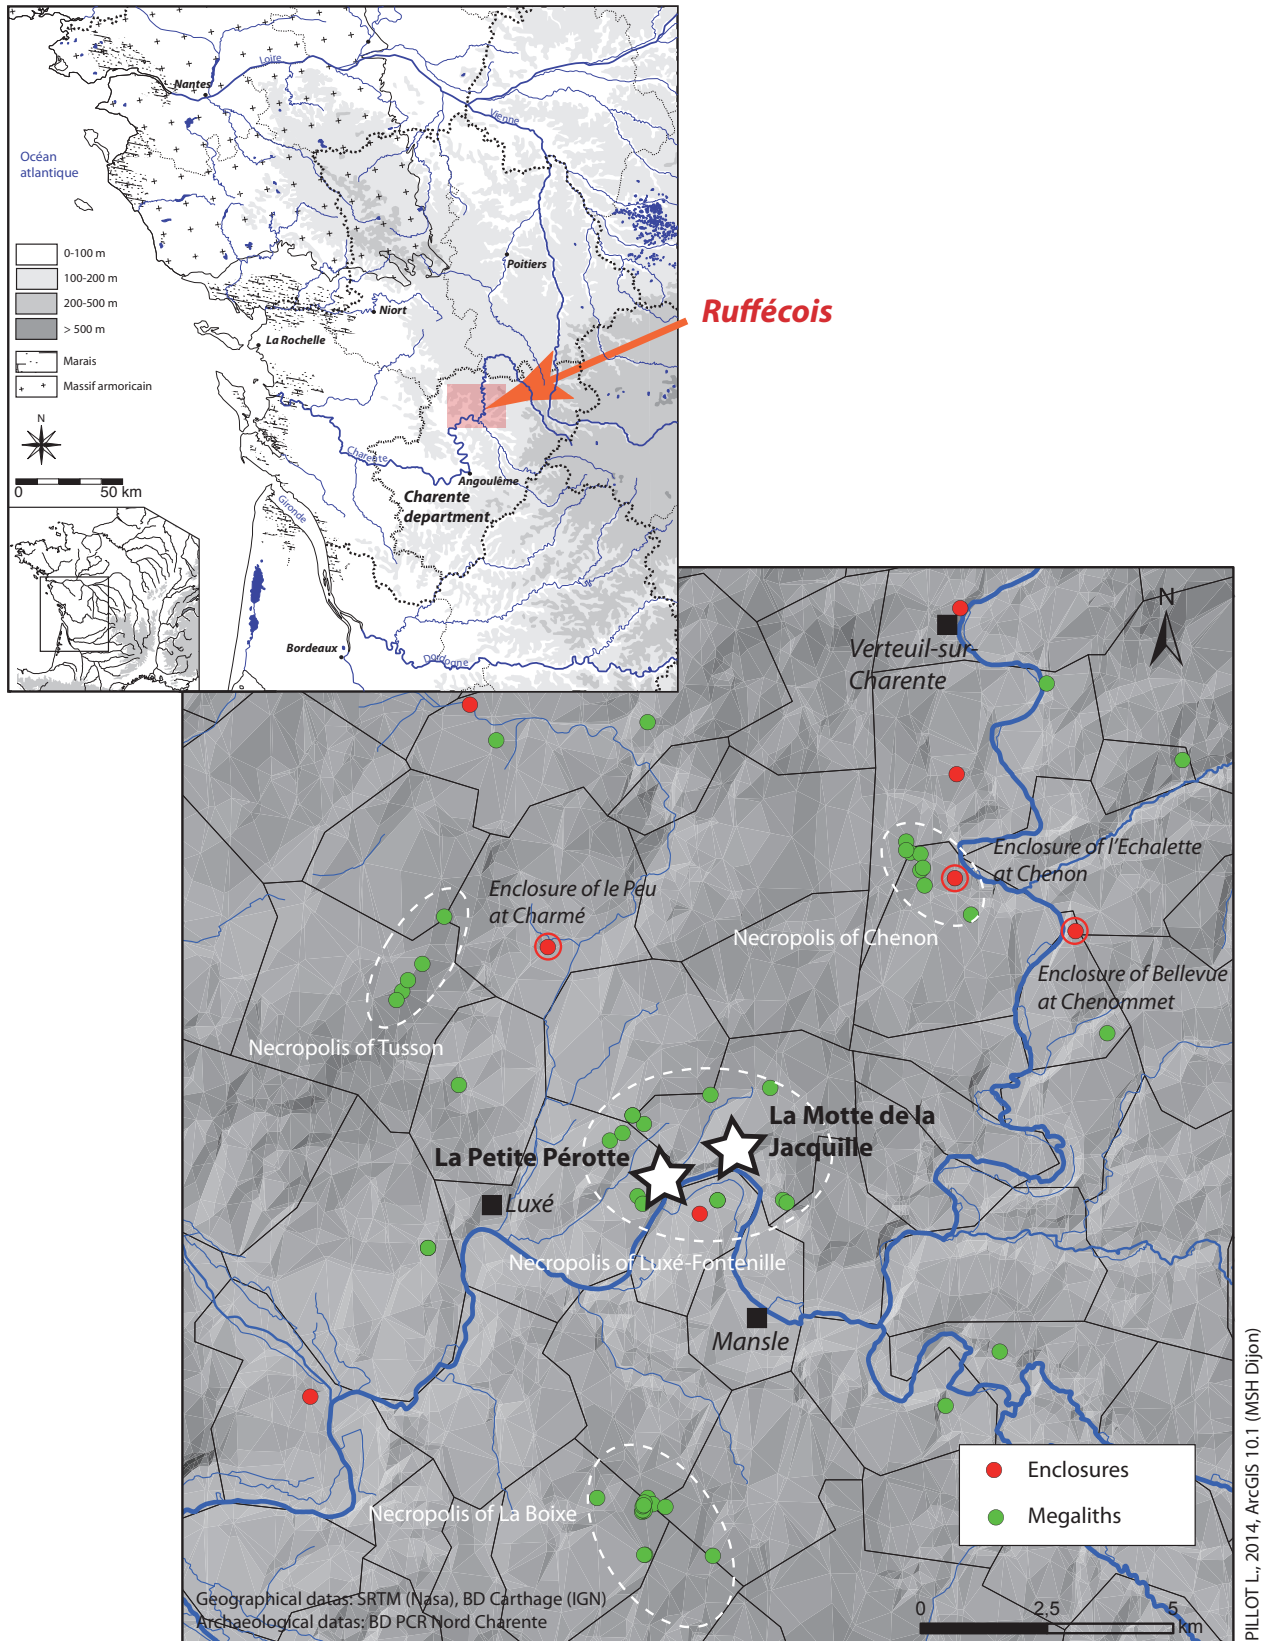 Loire
Nantes
Vienne
Océan
atlantique
Poitiers
0-100 m
100-200 m
200-500 m
> 500 m
Marais
Massif armoricain
Niort
La Rochelle
Ruffécois
N
0 50 km
Charente
Angoulême
Charente
department
Gironde
Bordeaux
Dordogne
N
Verteuil-sur-
Charente
Enclosure of l'Echalette
at Chenon
Enclosure of le Peu
at Charmé
Necropolis of Chenon
Enclosure of Bellevue
at Chenommet
Necropolis of Tusson
La Motte de la
Jacquille
La Petite Pérotte
Luxé
Necropolis of Luxé-Fontenille
Mansle
Enclosures
Megaliths
Necropolis of La Boixe
Geographical datas: SRTM (Nasa), BD Carthage (IGN)
Archaeological datas: BD PCR Nord Charente
0 2,5 5
km
PILLOT L., 2014, ArcGIS 10.1 (MSH Dijon)